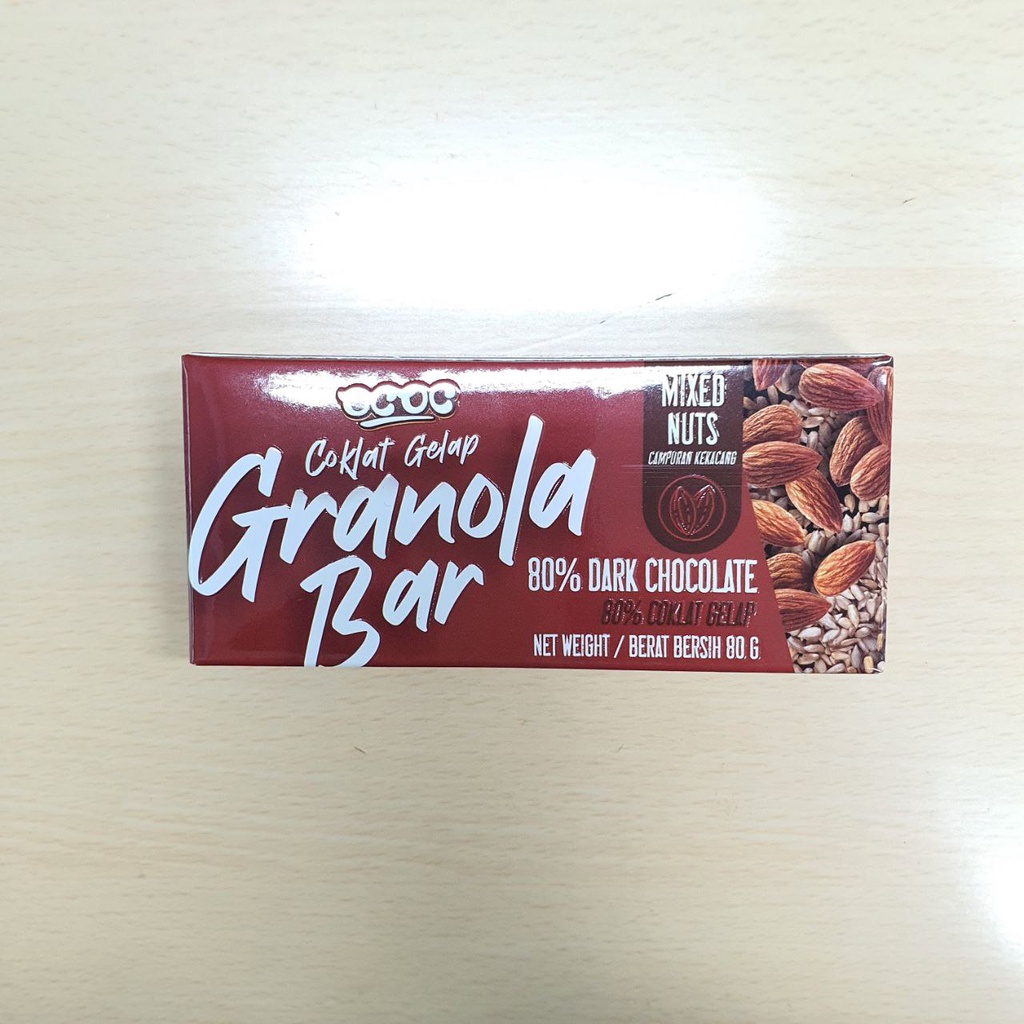 OCOC
Coklat Gelap
Granola
Bar
MIXED
NUTS
CAMPURAN KEKACANG
80% DARK CHOCOLATE
80% COKLAT GELAP
NET WEIGHT / BERAT BERSIH 80 G